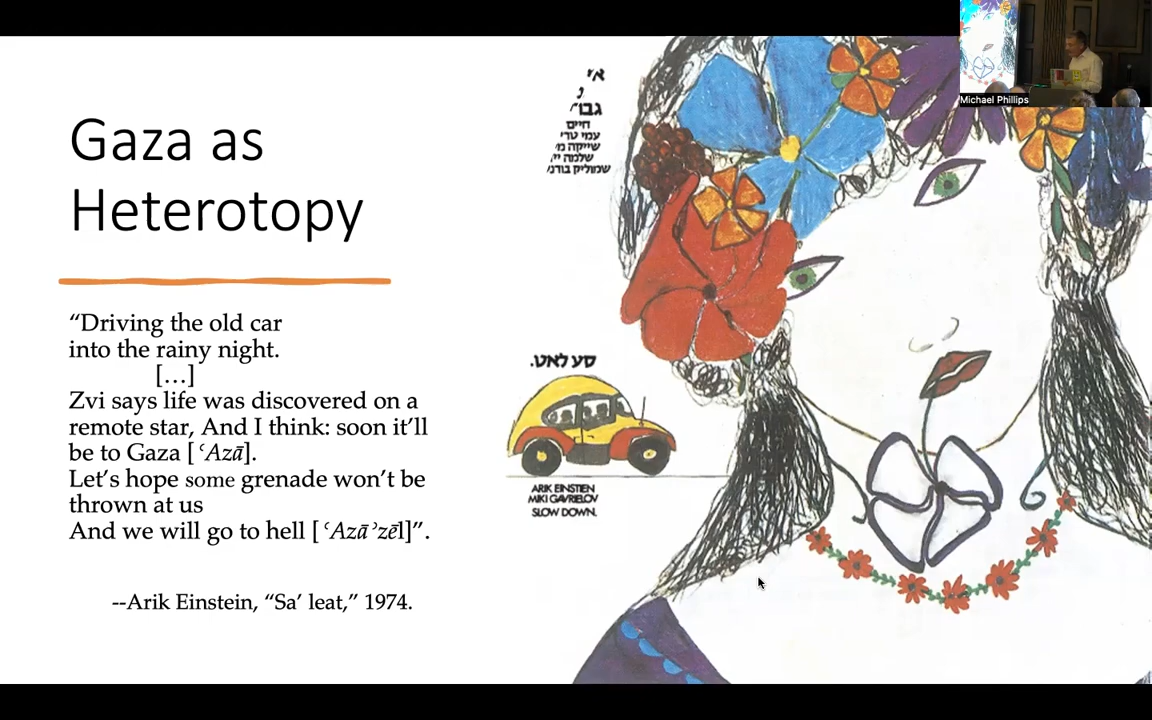 Gaza as
Heterotopy
“Driving the old car
into the rainy night.
[…]
Zvi says life was discovered on a
remote star, And I think: soon it’ll
be to Gaza [ʿAzā].
Let’s hope some grenade won’t be
thrown at us
And we will go to hell [ʿAzāʾzēl]”.
--Arik Einstein, “Sa’ leat,” 1974.
חיים
סע לאט.
ARIK EINSTIEN
MIKI GAVRIELOV
SLOW DOWN.
Michael Phillips